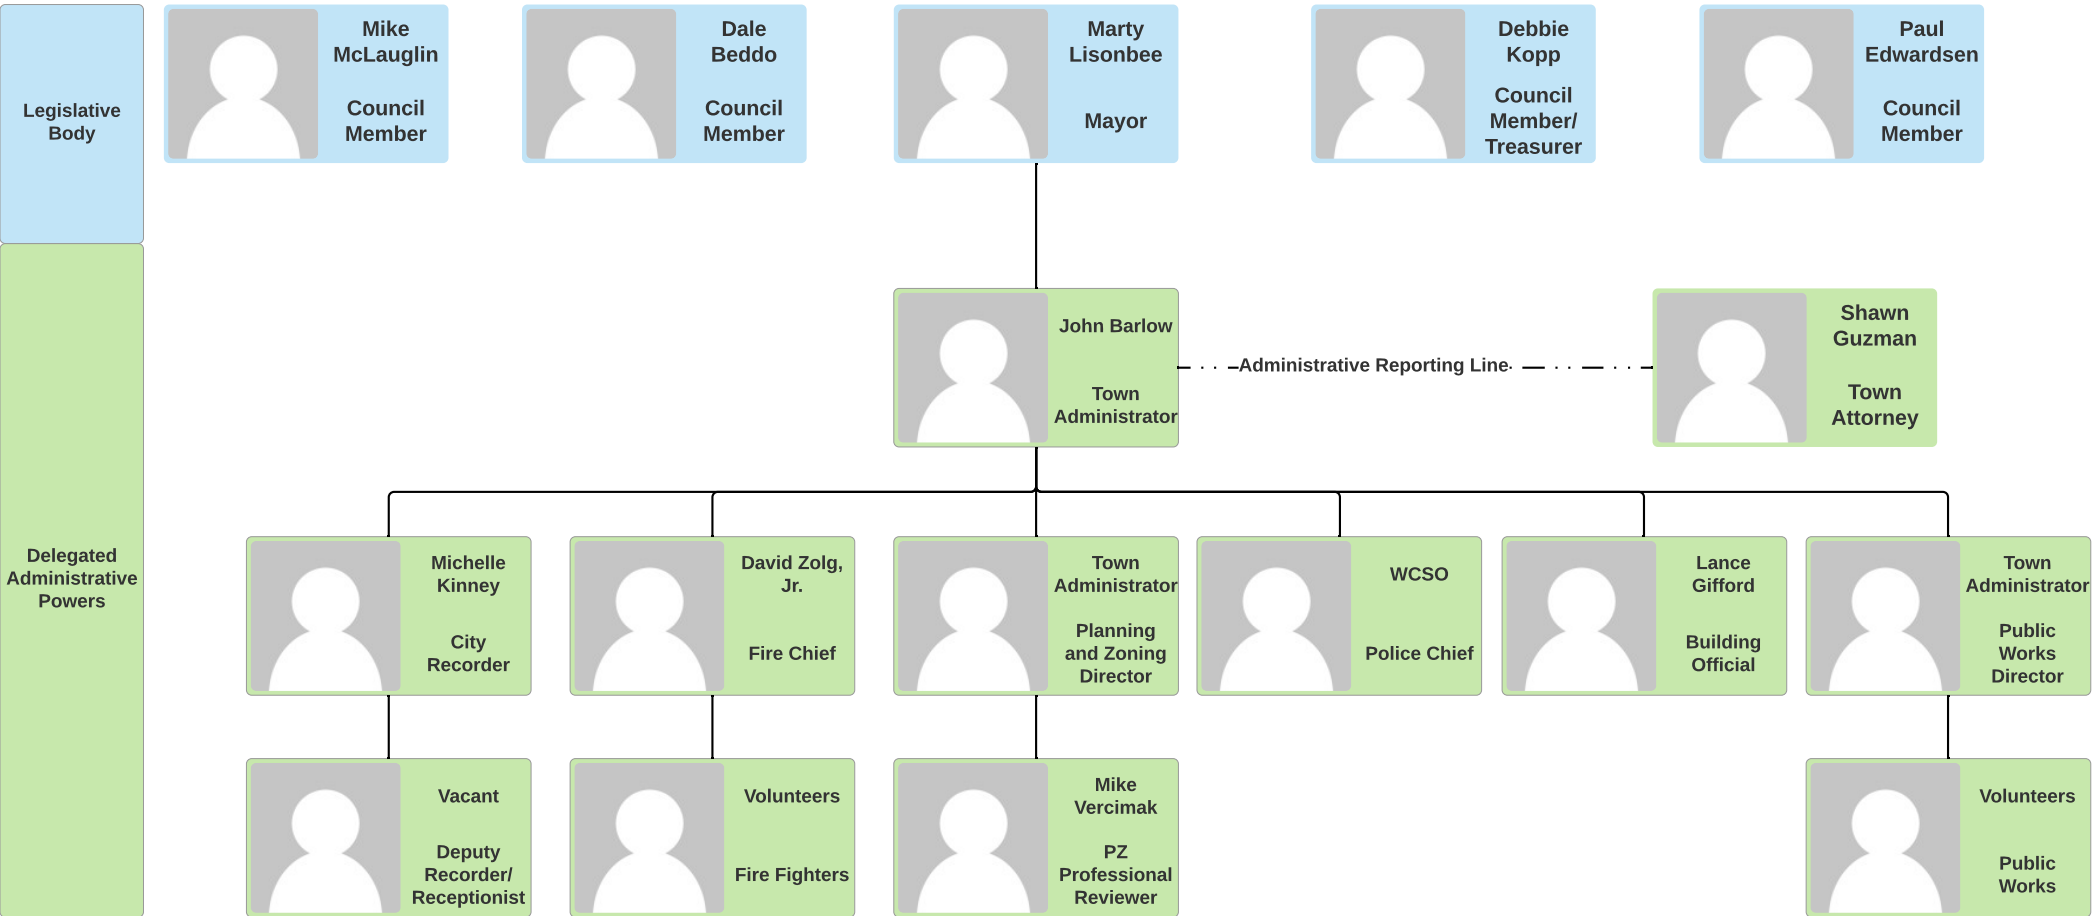 Legislative
Body
Mike
McLauglin
Council
Member
Dale
Beddo
Council
Member
Marty
Lisonbee
Mayor
Debbie
Kopp
Council
Member/
Treasurer
Paul
Edwardsen
Council
Member
Delegated
Administrative
Powers
John Barlow
Town
Administrator
Administrative Reporting Line
Shawn
Guzman
Town
Attorney
Michelle
Kinney
City
Recorder
David Zolg,
Jr.
Fire Chief
Town
Administrator
Planning
and Zoning
Director
WCSO
Police Chief
Lance
Gifford
Building
Official
Town
Administrator
Public
Works
Director
Vacant
Deputy
Recorder/
Receptionist
Volunteers
Fire Fighters
Mike
Vercimak
PZ
Professional
Reviewer
Volunteers
Public
Works